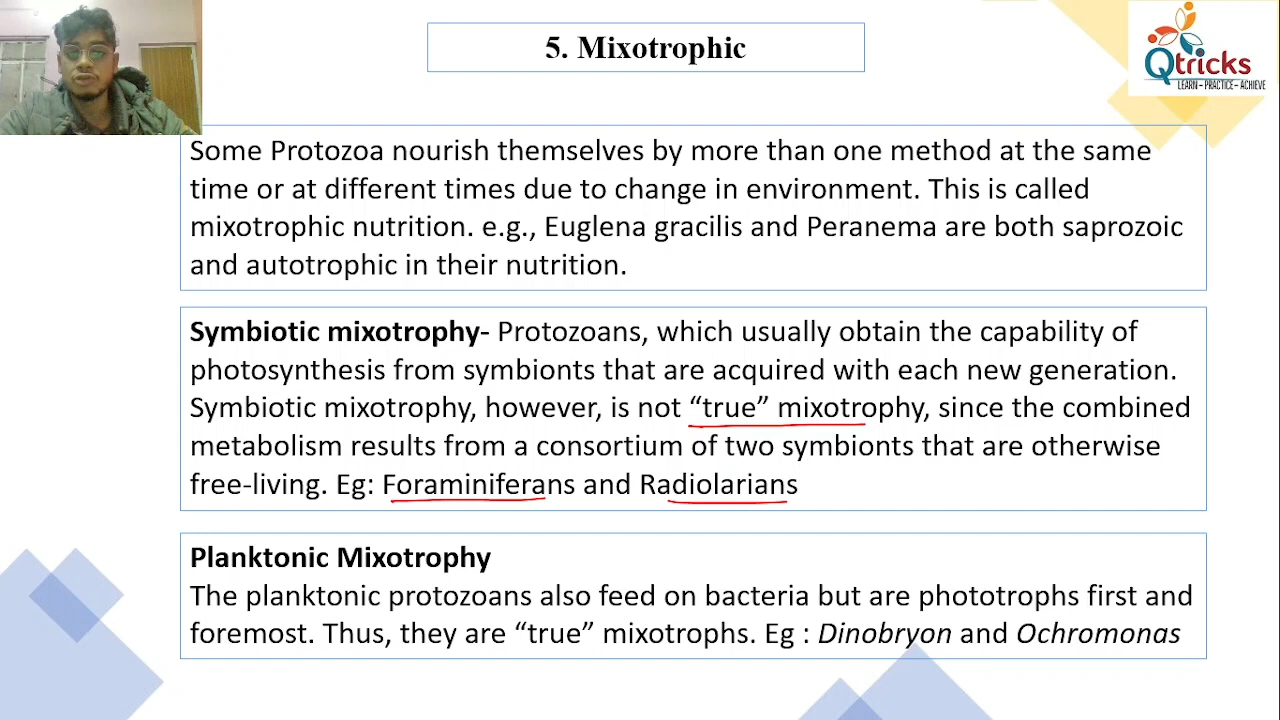 5. Mixotrophic
Qtricks
LEARN – PRACTICE – ACHIEVE
Some Protozoa nourish themselves by more than one method at the same
time or at different times due to change in environment. This is called
mixotrophic nutrition. e.g., Euglena gracilis and Peranema are both saprozoic
and autotrophic in their nutrition.
Symbiotic mixotrophy- Protozoans, which usually obtain the capability of
photosynthesis from symbionts that are acquired with each new generation.
Symbiotic mixotrophy, however, is not “true” mixotrophy, since the combined
metabolism results from a consortium of two symbionts that are otherwise
free-living. Eg: Foraminiferans and Radiolarians
Planktonic Mixotrophy
The planktonic protozoans also feed on bacteria but are phototrophs first and
foremost. Thus, they are “true” mixotrophs. Eg : Dinobryon and Ochromonas